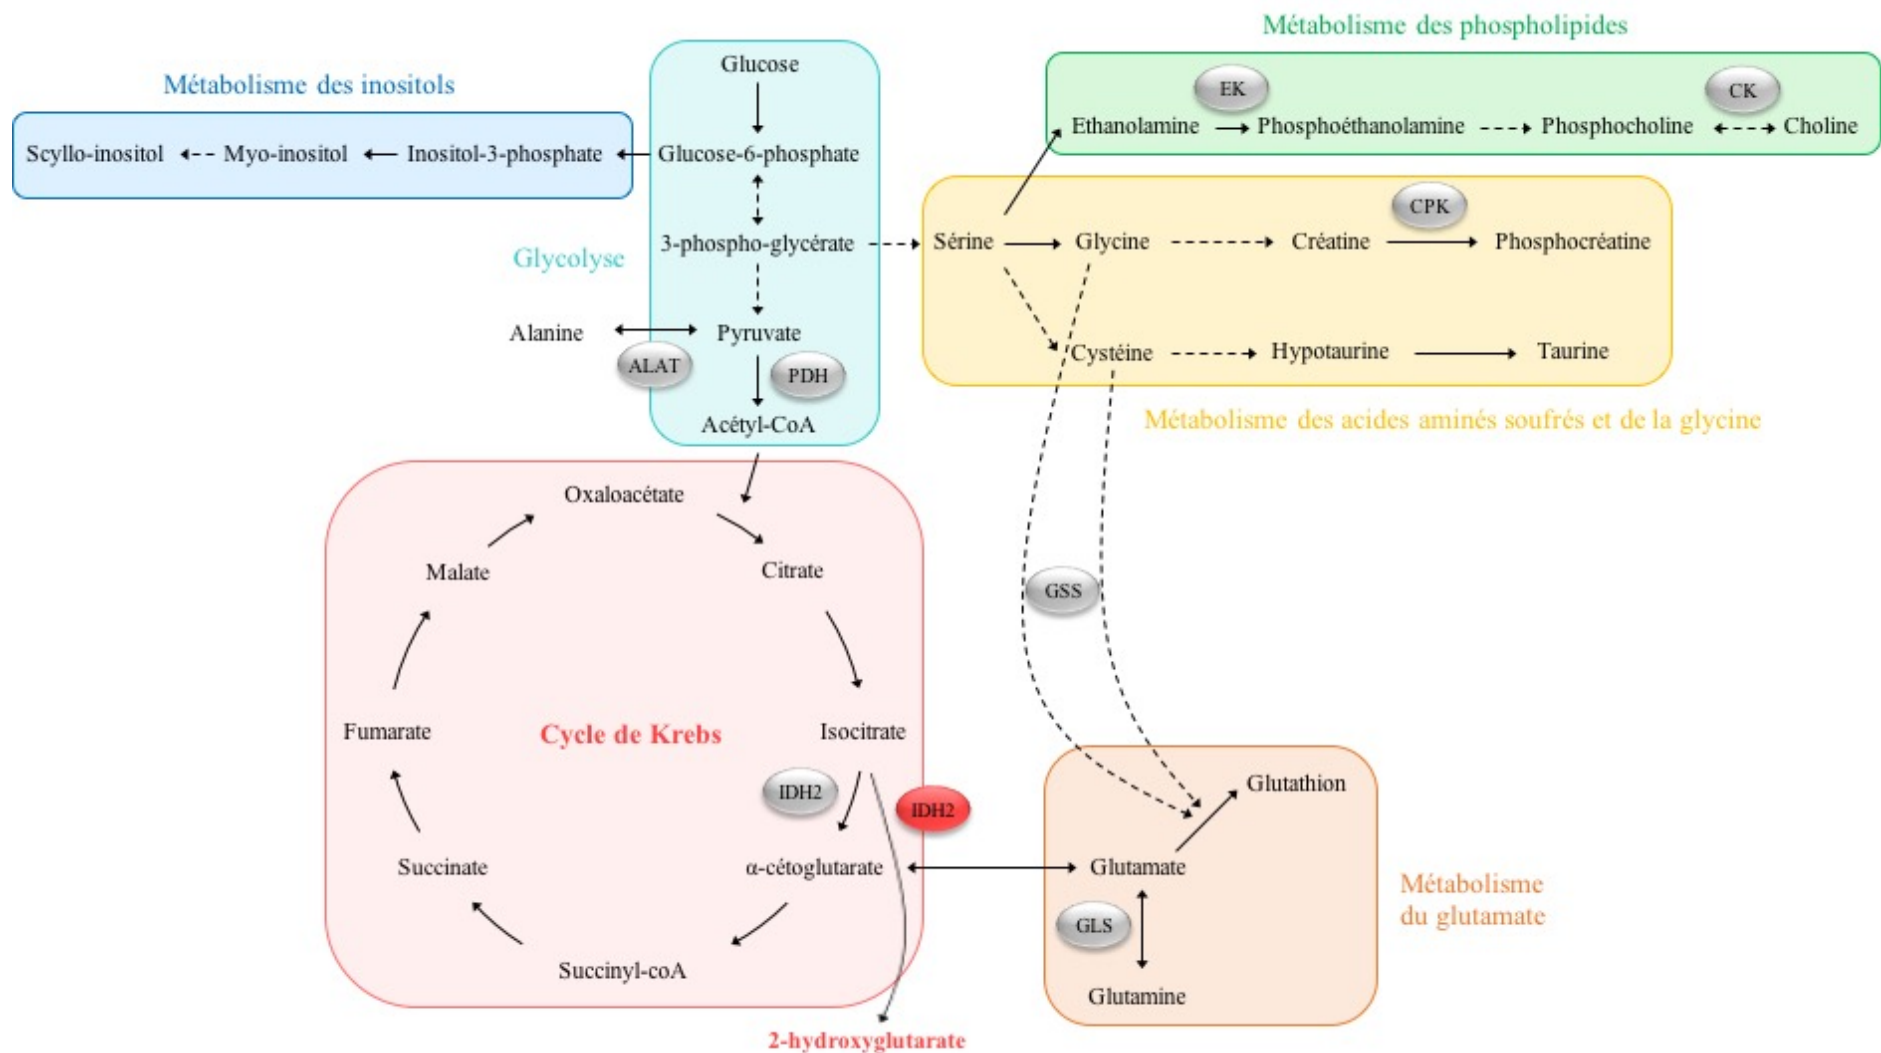 Métabolisme des phospholipides
Métabolisme des inositols
Glucose
EK
CK
Ethanolamine
Phosphoéthanolamine
Phosphocholine
Choline
Scyllo-inositol
Myo-inositol
Inositol-3-phosphate
Glucose-6-phosphate
CPK
Glycolyse
3-phospho-glycérate
Sérine
Glycine
Créatine
Phosphocréatine
Alanine
Pyruvate
ALAT
PDH
Cystéine
Hypotaurine
Taurine
Acétyl-CoA
Métabolisme des acides aminés soufrés et de la glycine
Oxaloacétate
Malate
Citrate
GSS
Fumarate
Cycle de Krebs
Isocitrate
IDH2
IDH2
Glutathion
Succinate
α-cétoglutarate
Glutamate
Métabolisme
du glutamate
GLS
Succinyl-coA
Glutamine
2-hydroxyglutarate